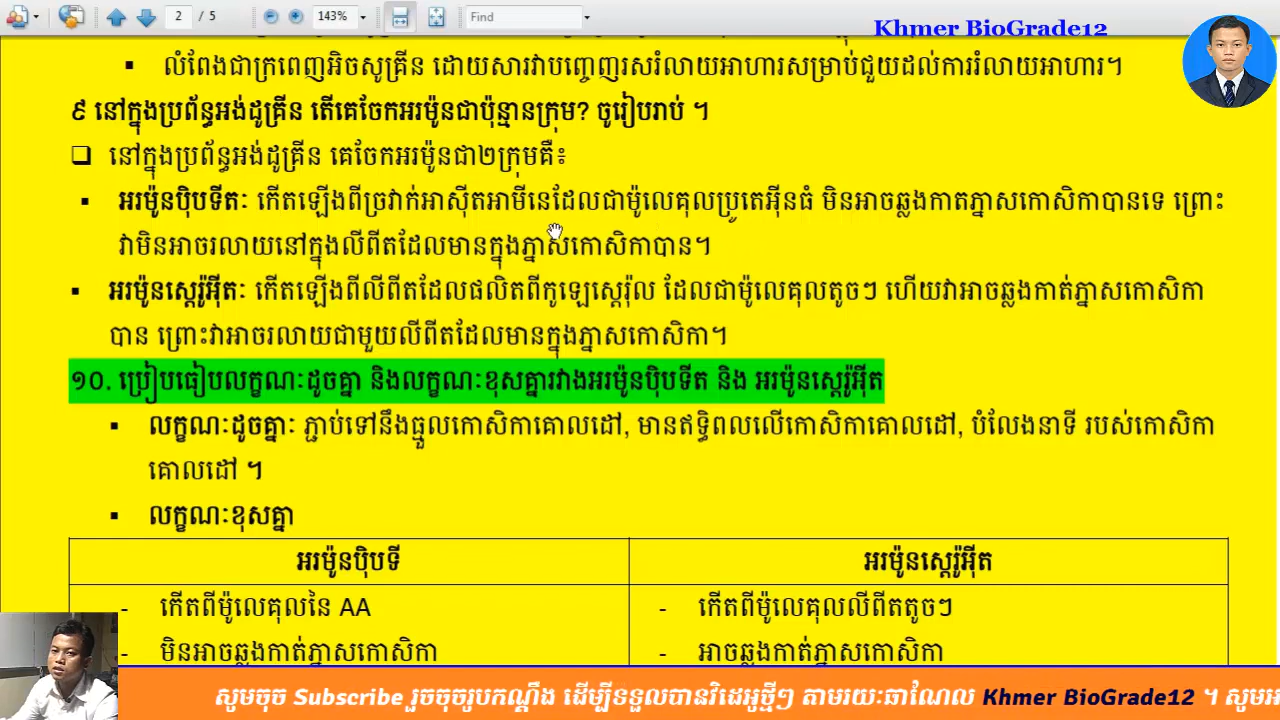 2 / 5 143% Find
Khmer BioGrade12
▪ លំពែងជាក្រពេញអិចសូគ្រីន ដោយសារវាបញ្ចេញរសរំលាយអាហារសម្រាប់ជួយដល់ការរំលាយអាហារ។
៩ នៅក្នុងប្រព័ន្ធអង់ដូគ្រីន តើគេចែកអរម៉ូនជាប៉ុន្មានក្រុម? ចូរៀបរាប់ ។
❑ នៅក្នុងប្រព័ន្ធអង់ដូគ្រីន គេចែកអរម៉ូនជា២ក្រុមគឺ៖
▪ អរម៉ូនប៉ិបទីត: កើតឡើងពីច្រវាក់អាស៊ីតអាមីនេដែលជាម៉ូលេគុលប្រូតេអ៊ីនធំ មិនអាចឆ្លងកាតភ្នាសកោសិកាបានទេ ព្រោះ
វាមិនអាចរលាយនៅក្នុងលីពីតដែលមានក្នុងភ្នាសកោសិកាបាន។
▪ អរម៉ូនស្តេរ៉ូអ៊ីត: កើតឡើងពីលីពីតដែលផលិតពីកូឡេស្តេរ៉ុល ដែលជាម៉ូលេគុលតូចៗ ហើយវាអាចឆ្លងកាត់ភ្នាសកោសិកា
បាន ព្រោះវាអាចរលាយជាមួយលីពីតដែលមានក្នុងភ្នាសកោសិកា។
១០. ប្រៀបធៀបលក្ខណៈដូចគ្នា និងលក្ខណៈខុសគ្នារវាងអរម៉ូនប៉ិបទីត និង អរម៉ូនស្តេរ៉ូអ៊ីត
▪ លក្ខណៈដូចគ្នា: ភ្ជាប់ទៅនឹងធ្មួលកោសិកាគោលដៅ, មានឥទ្ធិពលលើកោសិកាគោលដៅ, បំលែងនាទី របស់កោសិកា
គោលដៅ ។
▪ លក្ខណៈខុសគ្នា
អរម៉ូនប៉ិបទី អរម៉ូនស្តេរ៉ូអ៊ីត
- កើតពីម៉ូលេគុលនៃ AA - កើតពីម៉ូលេគុលលីពីតតូចៗ
- មិនអាចឆ្លងកាត់ភ្នាសកោសិកា - អាចឆ្លងកាត់ភ្នាសកោសិកា
សូមចុច Subscribe រួចចុចរូបកណ្តឹង ដើម្បីទទួលបានវិដេអូថ្មីៗ តាមរយៈឆាណែល Khmer BioGrade12 ។ សូមអ